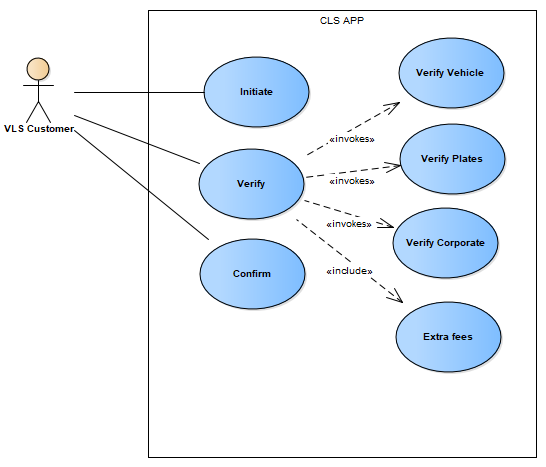 CLS APP
VLS Customer
Initiate
Verify
Confirm
«invokes»
«invokes»
«invokes»
«include»
Verify Vehicle
Verify Plates
Verify Corporate
Extra fees